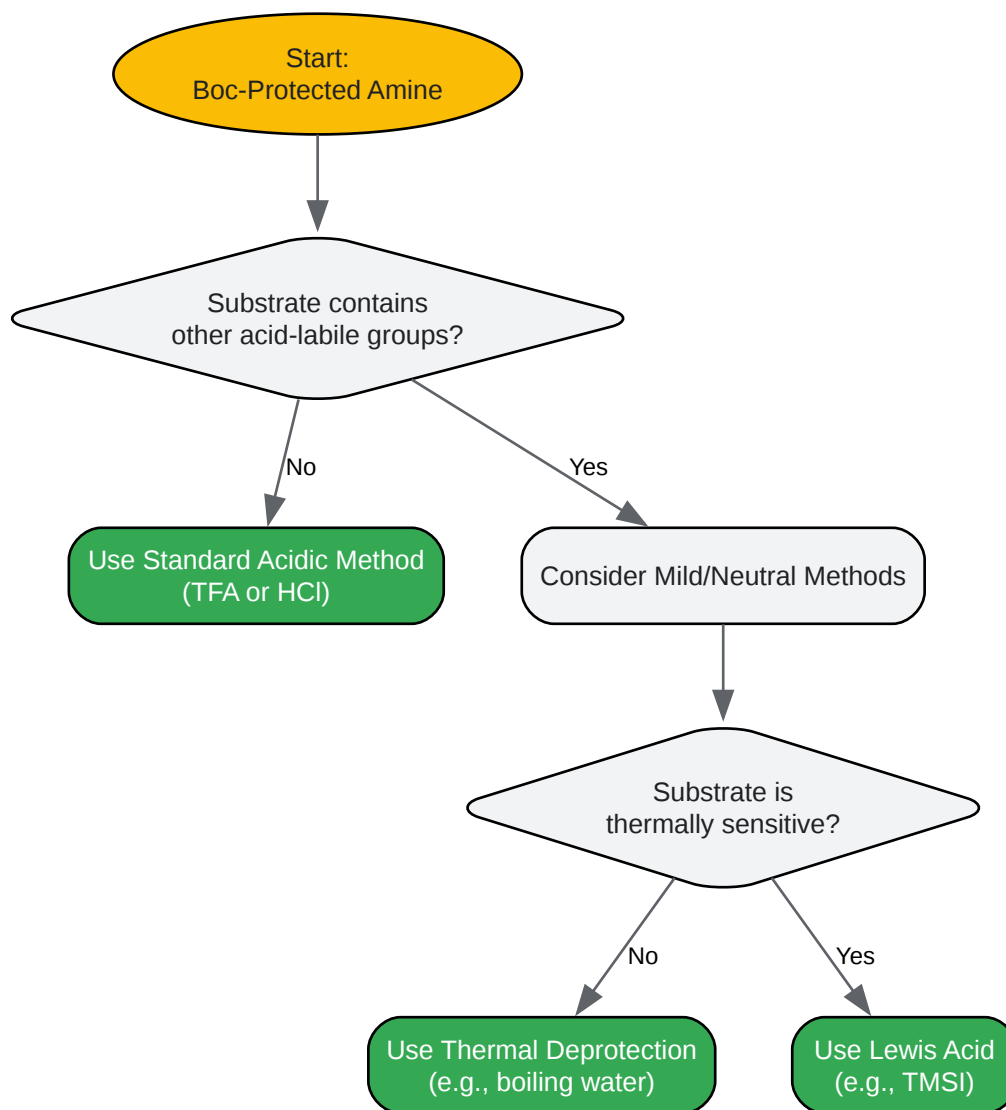 Start:
Boc-Protected Amine
Substrate contains
other acid-labile groups?
No
Yes
Use Standard Acidic Method
(TFA or HCl)
Consider Mild/Neutral Methods
Substrate is
thermally sensitive?
No
Yes
Use Thermal Deprotection
(e.g., boiling water)
Use Lewis Acid
(e.g., TMSI)